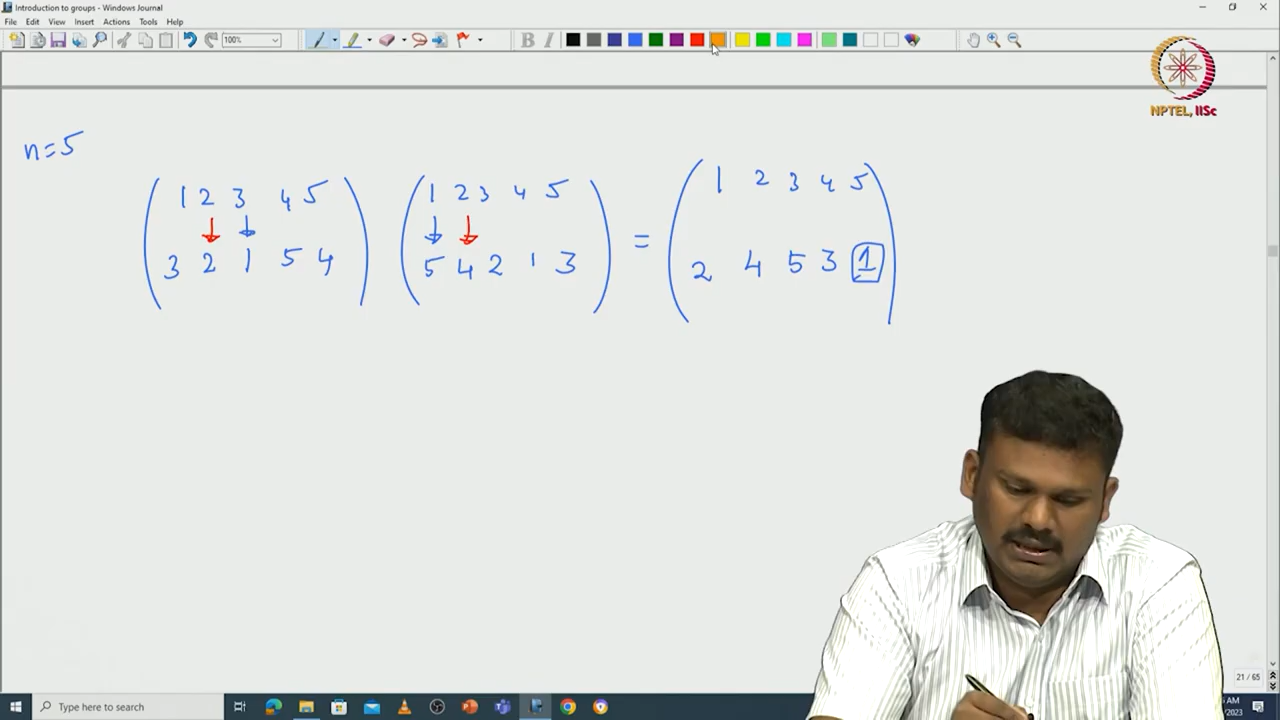 Introduction to groups - Windows Journal
File Edit View Insert Actions Tools Help
100% B I
NPTEL, IISc
n=5
( 1 2 3 4 5 ) ( 1 2 3 4 5 ) = ( 1 2 3 4 5 )
3 2 1 5 4 5 4 2 1 3 2 4 5 3 1
21 / 65
Type here to search